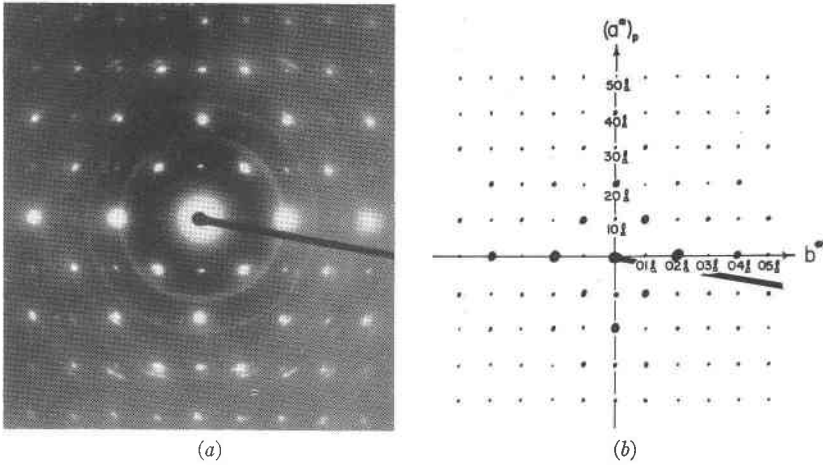 (a*)p
50ℓ
40ℓ
30ℓ
20ℓ
10ℓ
01ℓ 02ℓ 03ℓ 04ℓ 05ℓ
b*
(a)
(b)